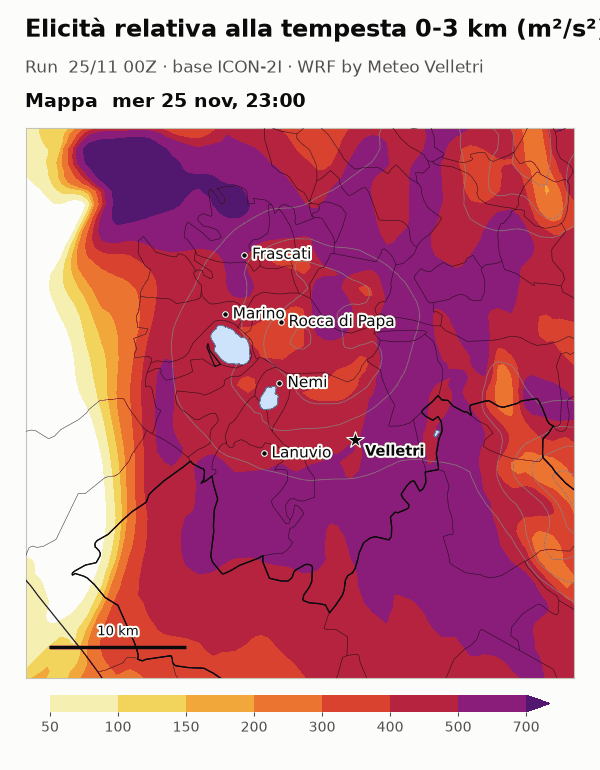 Elicità relativa alla tempesta 0-3 km (m²/s²)
Run 25/11 00Z · base ICON-2I · WRF by Meteo Velletri
Mappa mer 25 nov, 23:00
Frascati
Marino
Rocca di Papa
Nemi
Velletri
Lanuvio
10 km
50 100 150 200 300 400 500 700